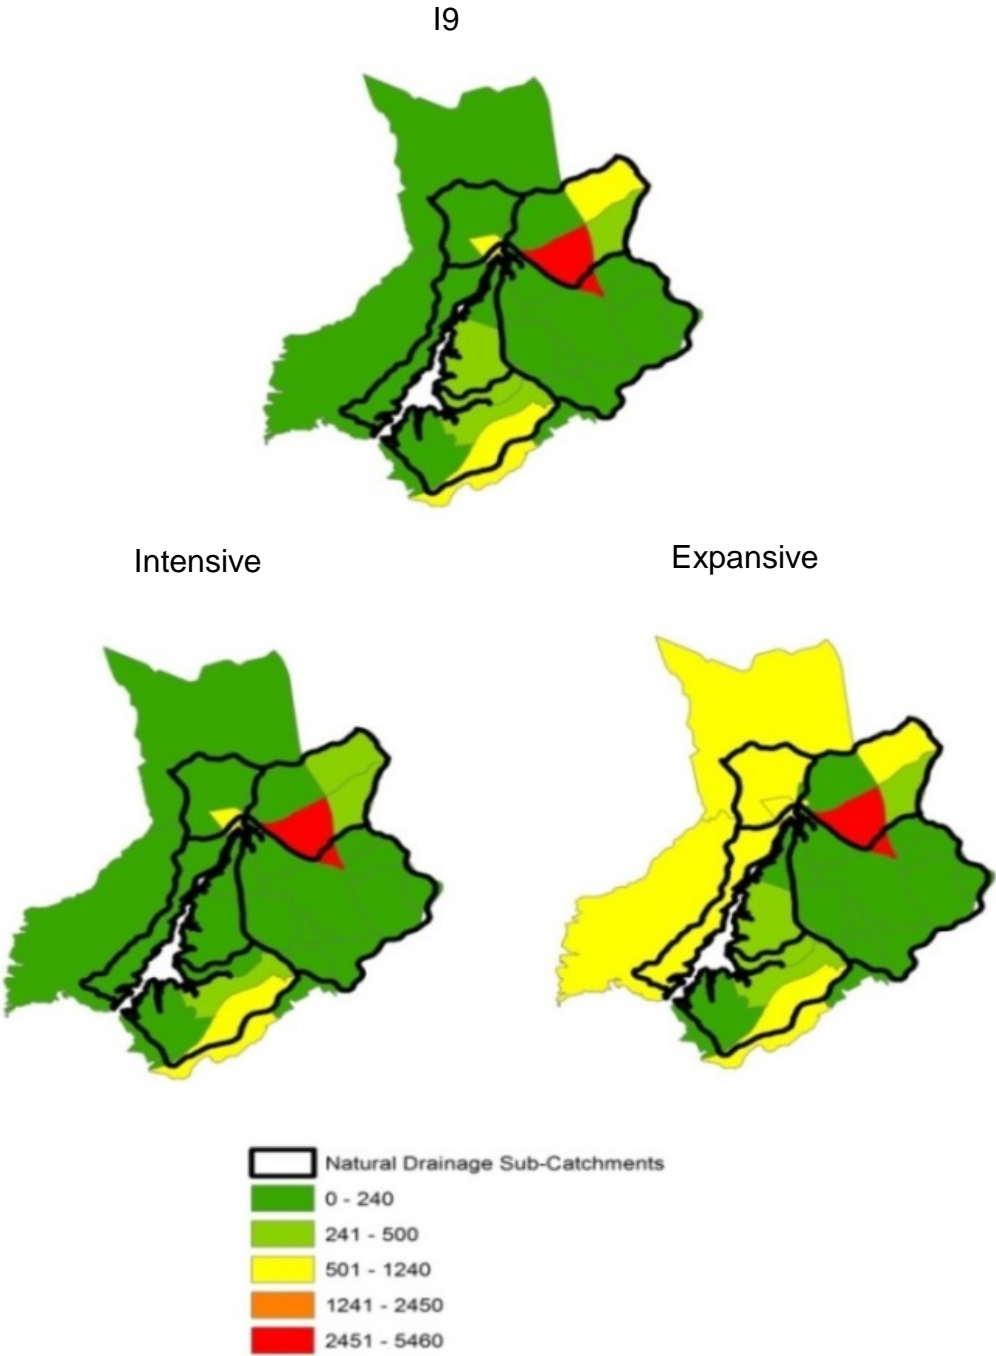 I9
Intensive
Expansive
Natural Drainage Sub-Catchments
0 - 240
241 - 500
501 - 1240
1241 - 2450
2451 - 5460